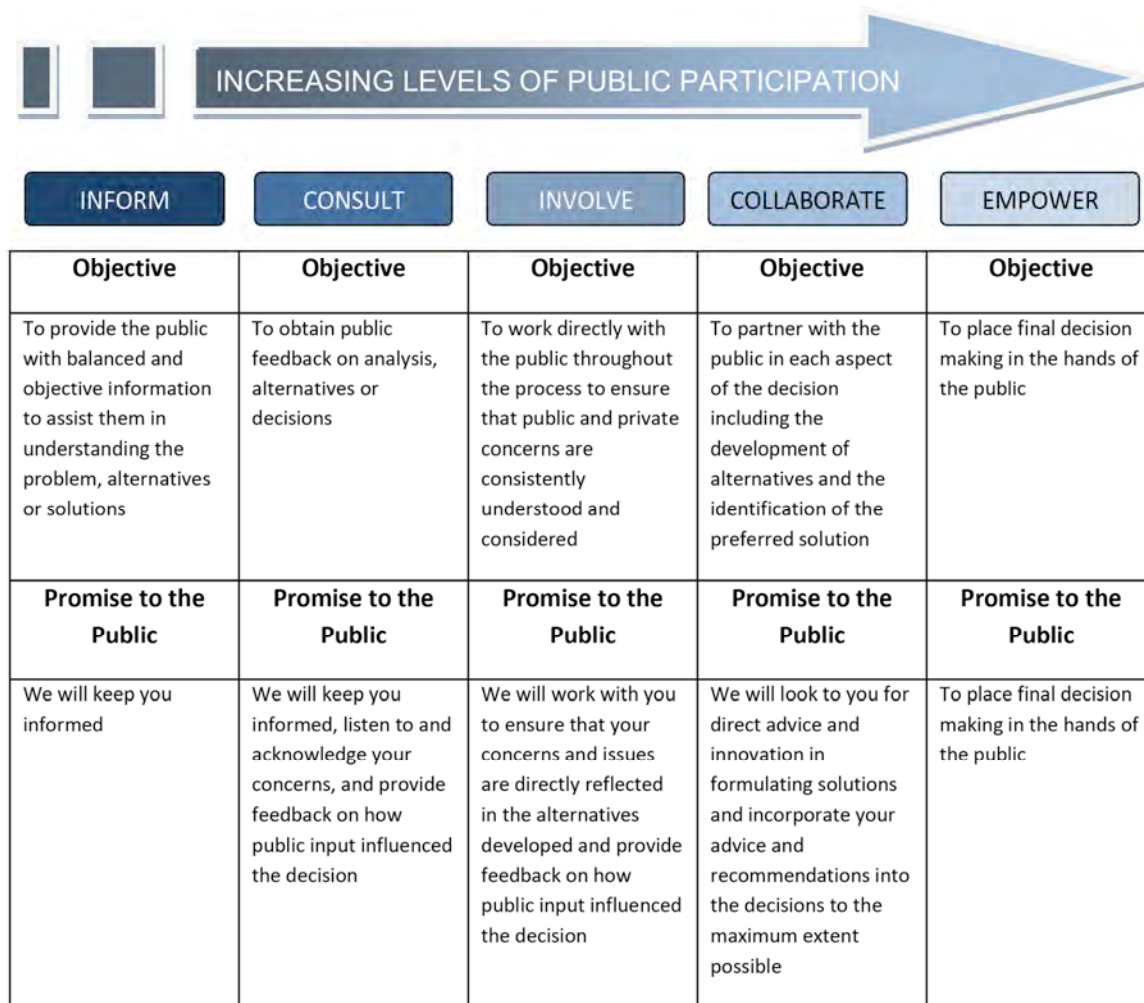 INCREASING LEVELS OF PUBLIC PARTICIPATION
INFORM
CONSULT
INVOLVE
COLLABORATE
EMPOWER
Objective
Objective
Objective
Objective
Objective
To provide the public
with balanced and
objective information
to assist them in
understanding the
problem, alternatives
or solutions
To obtain public
feedback on analysis,
alternatives or
decisions
To work directly with
the public throughout
the process to ensure
that public and private
concerns are
consistently
understood and
considered
To partner with the
public in each aspect
of the decision
including the
development of
alternatives and the
identification of the
preferred solution
To place final decision
making in the hands of
the public
Promise to the
Public
Promise to the
Public
Promise to the
Public
Promise to the
Public
Promise to the
Public
We will keep you
informed
We will keep you
informed, listen to and
acknowledge your
concerns, and provide
feedback on how
public input influenced
the decision
We will work with you
to ensure that your
concerns and issues
are directly reflected
in the alternatives
developed and provide
feedback on how
public input influenced
the decision
We will look to you for
direct advice and
innovation in
formulating solutions
and incorporate your
advice and
recommendations into
the decisions to the
maximum extent
possible
To place final decision
making in the hands of
the public